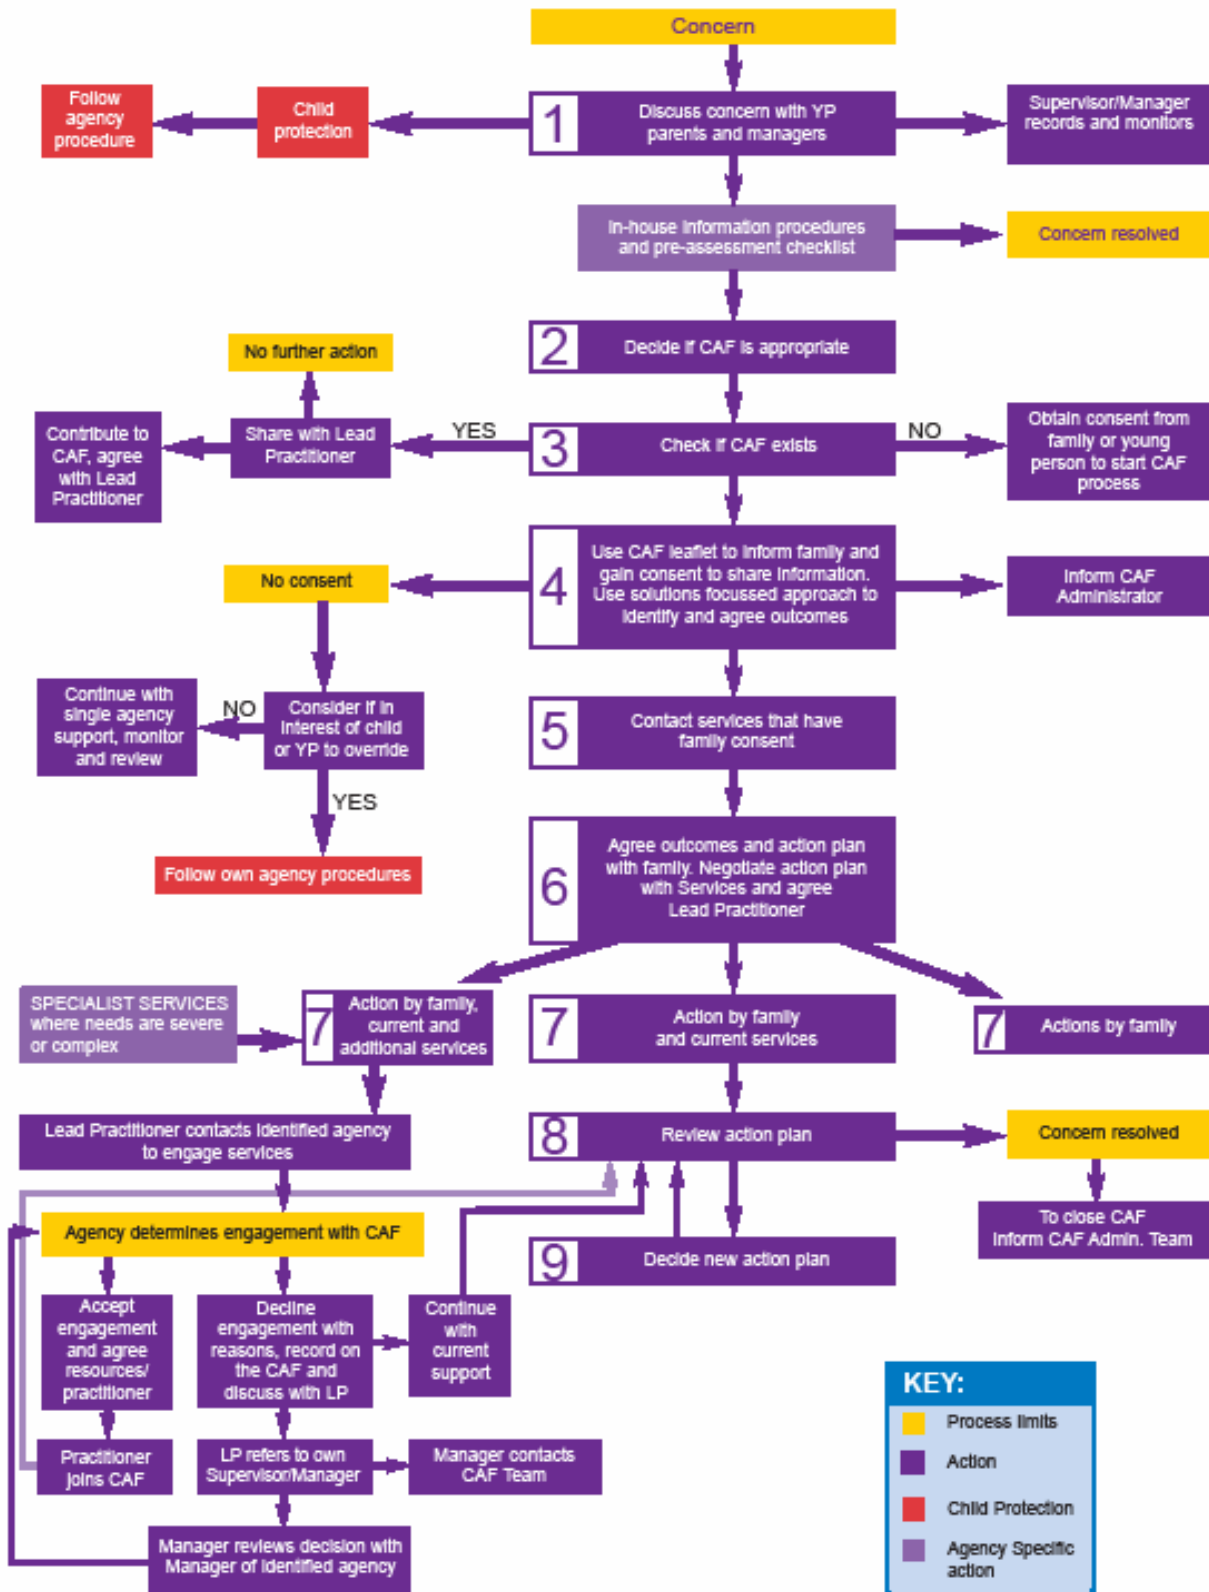 Concern
Follow
agency
procedure
Child
protection
1
Discuss concern with YP
parents and managers
Supervisor/Manager
records and monitors
In-house information procedures
and pre-assessment checklist
Concern resolved
2
Decide if CAF is appropriate
No further action
Contribute to
CAF, agree
with Lead
Practitioner
Share with Lead
Practitioner
YES
3
Check if CAF exists
NO
Obtain consent from
family or young
person to start CAF
process
No consent
4
Use CAF leaflet to inform family and
gain consent to share information.
Use solutions focussed approach to
identify and agree outcomes
Inform CAF
Administrator
Continue with
single agency
support, monitor
and review
NO
Consider if in
interest of child
or YP to override
YES
Follow own agency procedures
5
Contact services that have
family consent
6
Agree outcomes and action plan
with family. Negotiate action plan
with Services and agree
Lead Practitioner
SPECIALIST SERVICES
where needs are severe
or complex
7
Action by family,
current and
additional services
7
Action by family
and current services
7
Actions by family
Lead Practitioner contacts identified agency
to engage services
8
Review action plan
Concern resolved
To close CAF
Inform CAF Admin. Team
Agency determines engagement with CAF
9
Decide new action plan
Accept
engagement
and agree
resources/
practitioner
Decline
engagement with
reasons, record on
the CAF and
discuss with LP
Continue
with
current
support
Practitioner
joins CAF
LP refers to own
Supervisor/Manager
Manager contacts
CAF Team
Manager reviews decision with
Manager of identified agency
KEY:
Process limits
Action
Child Protection
Agency Specific
action